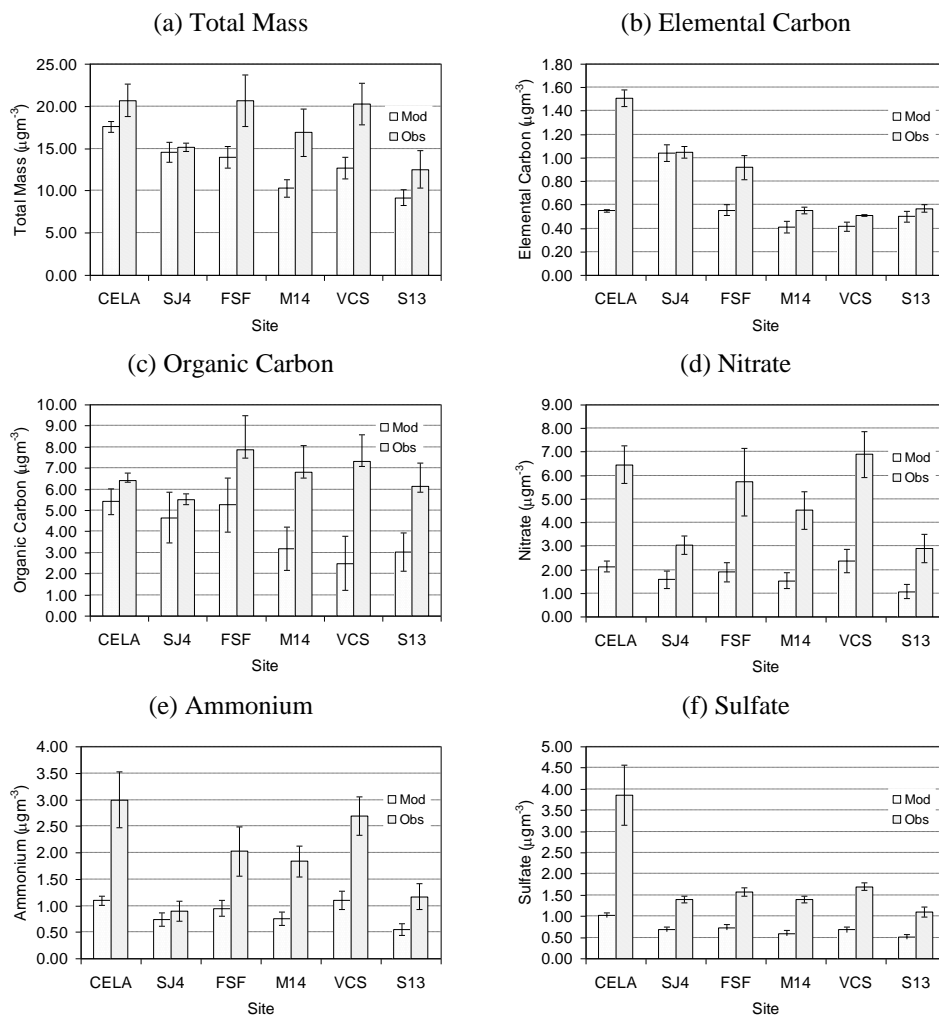 (a) Total Mass
25.00
20.00
15.00
10.00
5.00
0.00
Total Mass (μgm⁻³)
Mod
Obs
CELA SJ4 FSF M14 VCS S13
Site
(b) Elemental Carbon
1.80
1.60
1.40
1.20
1.00
0.80
0.60
0.40
0.20
0.00
Elemental Carbon (μgm⁻³)
Mod
Obs
CELA SJ4 FSF M14 VCS S13
Site
(c) Organic Carbon
10.00
9.00
8.00
7.00
6.00
5.00
4.00
3.00
2.00
1.00
0.00
Organic Carbon (μgm⁻³)
Mod
Obs
CELA SJ4 FSF M14 VCS S13
Site
(d) Nitrate
9.00
8.00
7.00
6.00
5.00
4.00
3.00
2.00
1.00
0.00
Nitrate (μgm⁻³)
Mod
Obs
CELA SJ4 FSF M14 VCS S13
Site
(e) Ammonium
4.00
3.50
3.00
2.50
2.00
1.50
1.00
0.50
0.00
Ammonium (μgm⁻³)
Mod
Obs
CELA SJ4 FSF M14 VCS S13
Site
(f) Sulfate
5.00
4.50
4.00
3.50
3.00
2.50
2.00
1.50
1.00
0.50
0.00
Sulfate (μgm⁻³)
Mod
Obs
CELA SJ4 FSF M14 VCS S13
Site